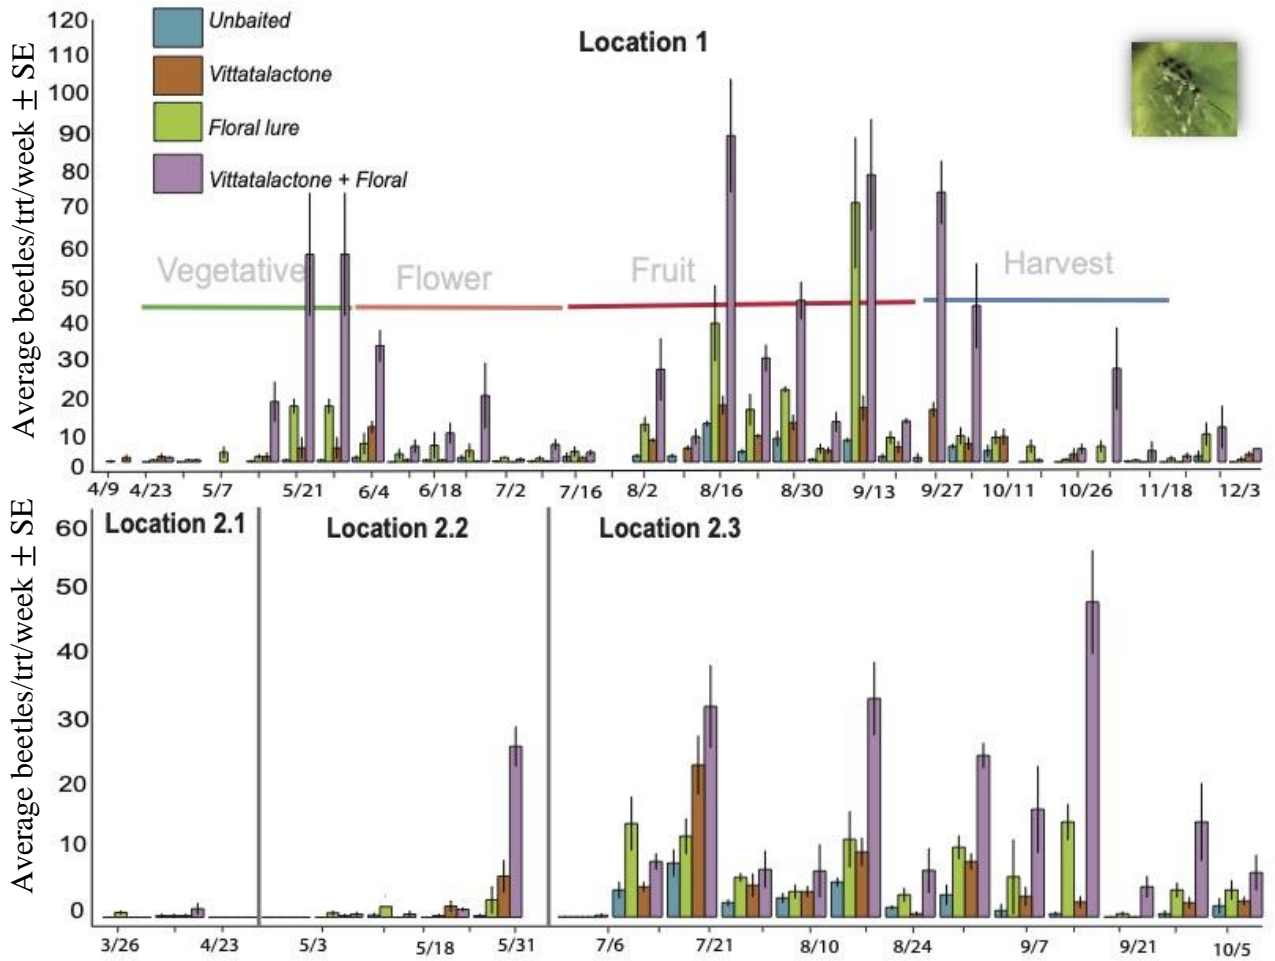 Average beetles/trt/week ± SE
120
110
100
90
80
70
60
50
40
30
20
10
0
Unbaited
Vittatalactone
Floral lure
Vittatalactone + Floral
Location 1
Vegetative
Flower
Fruit
Harvest
4/9 4/23 5/7 5/21 6/4 6/18 7/2 7/16 8/2 8/16 8/30 9/13 9/27 10/11 10/26 11/18 12/3
Average beetles/trt/week ± SE
60
50
40
30
20
10
0
Location 2.1
Location 2.2
Location 2.3
3/26 4/23 5/3 5/18 5/31 7/6 7/21 8/10 8/24 9/7 9/21 10/5